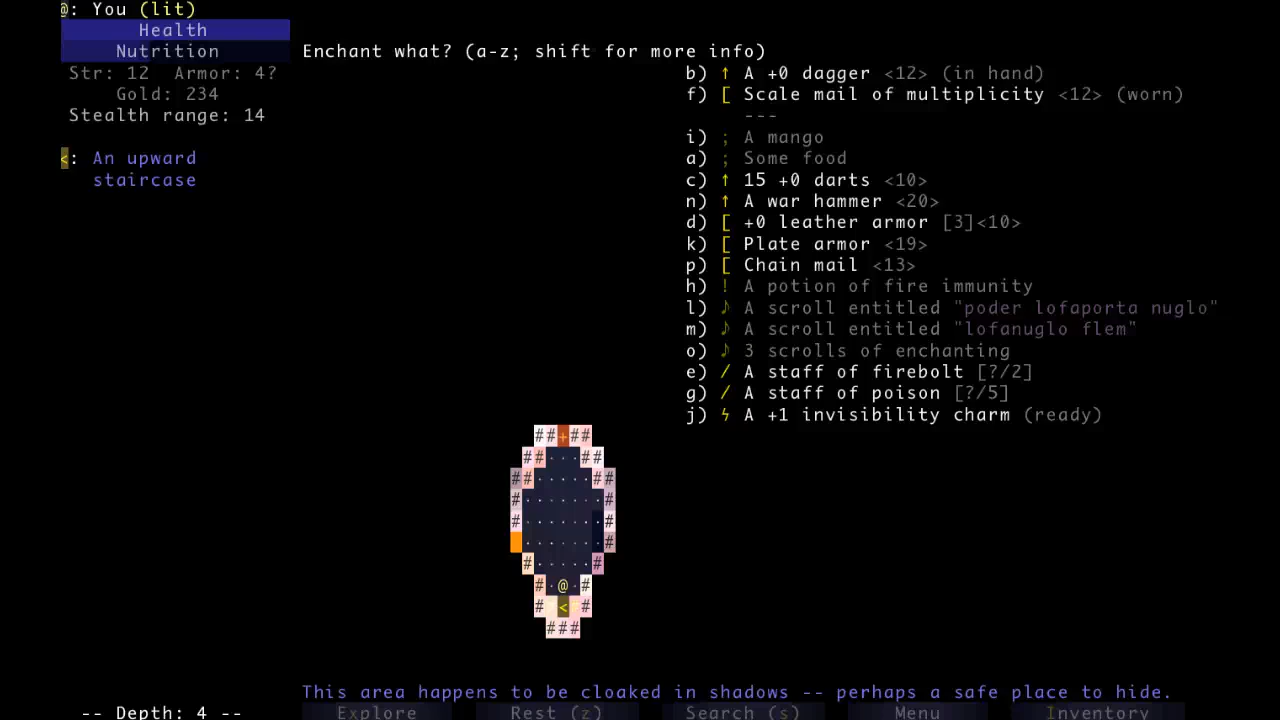 @: You (lit)
Health
Nutrition
Str: 12 Armor: 4?
Gold: 234
Stealth range: 14
<: An upward
staircase
Enchant what? (a-z; shift for more info)
b) ↑ A +0 dagger <12> (in hand)
f) [ Scale mail of multiplicity <12> (worn)
---
i) ; A mango
a) ; Some food
c) ↑ 15 +0 darts <10>
n) ↑ A war hammer <20>
d) [ +0 leather armor [3]<10>
k) [ Plate armor <19>
p) [ Chain mail <13>
h) ! A potion of fire immunity
l) ♪ A scroll entitled "poder lofaporta nuglo"
m) ♪ A scroll entitled "lofanuglo flem"
o) ♪ 3 scrolls of enchanting
e) / A staff of firebolt [?/2]
g) / A staff of poison [?/5]
j) ϟ A +1 invisibility charm (ready)
##+##
##...##
##.....##
#.......#
#.......#
.......#
#.....#
#.@.#
# < #
###
This area happens to be cloaked in shadows -- perhaps a safe place to hide.
-- Depth: 4 --
Explore
Rest (z)
Search (s)
Menu
Inventory